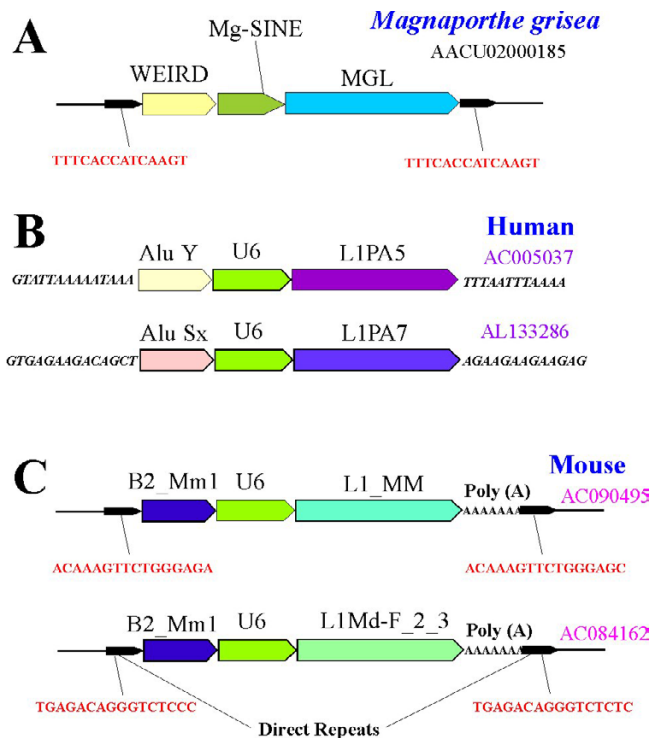 A
Magnaporthe grisea
AACU02000185
Mg-SINE
WEIRD
MGL
TTTCACCATCAAGT
TTTCACCATCAAGT
B
Human
Alu Y
U6
L1PA5
AC005037
GTATTAAAAATAAA
TTTAATTTAAAA
Alu Sx
U6
L1PA7
AL133286
GTGAGAAGACAGCT
AGAAGAAGAAGAG
C
Mouse
B2_Mm1
U6
L1_MM
Poly (A)
AC090495
AAAAAAA
ACAAAGTTCTGGGAGA
ACAAAGTTCTGGGAGC
B2_Mm1
U6
L1Md-F_2_3
Poly (A)
AC084162
AAAAAAA
TGAGACAGGGTCTCCC
TGAGACAGGGTCTCTC
Direct Repeats